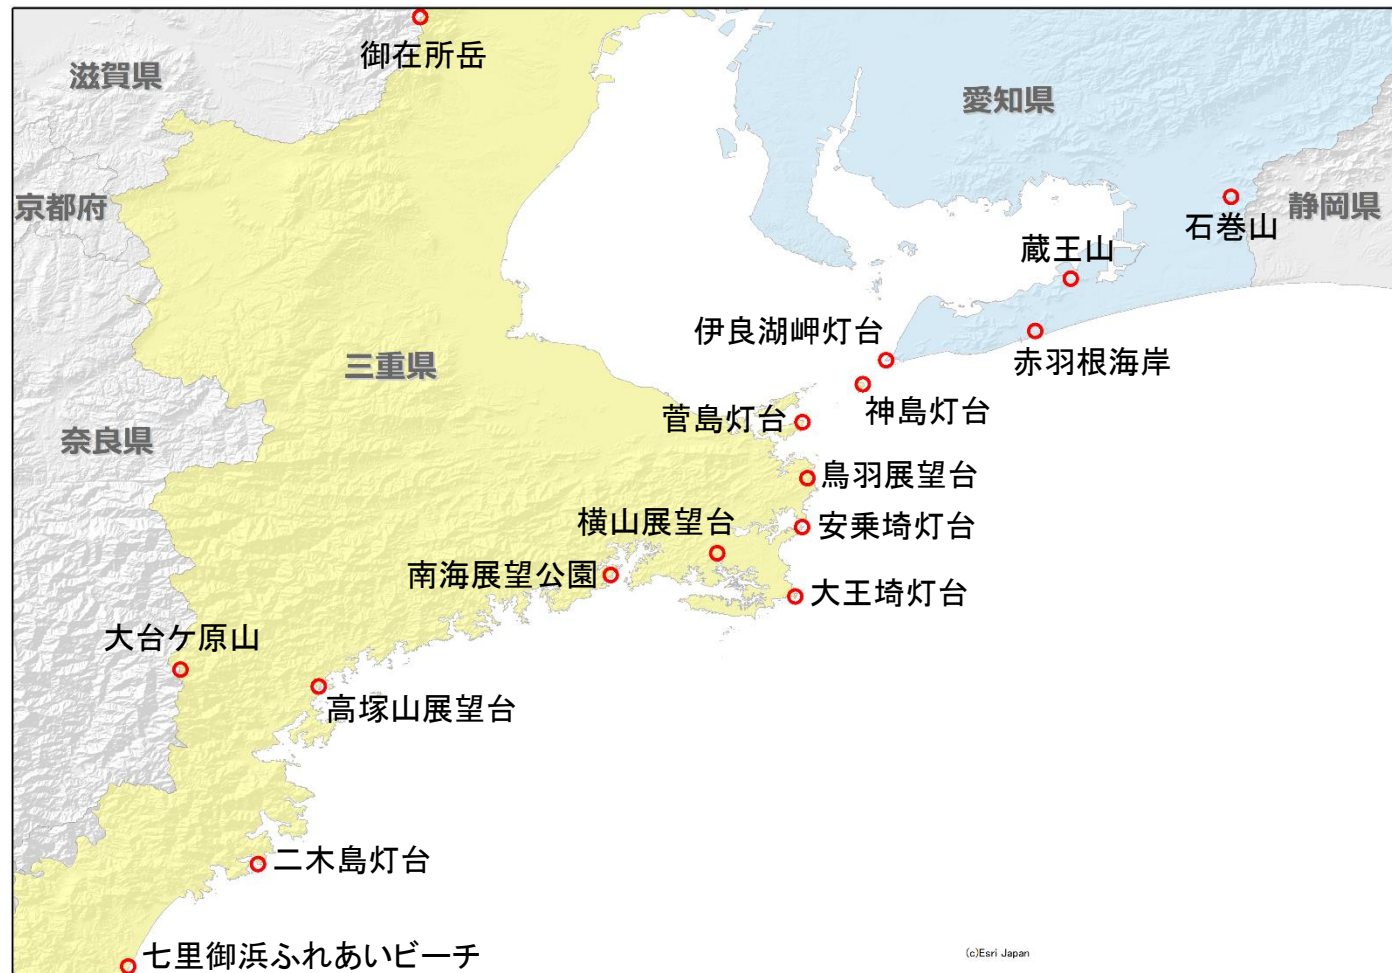 御在所岳
滋賀県
愛知県
京都府
静岡県
石巻山
蔵王山
伊良湖岬灯台
赤羽根海岸
三重県
神島灯台
菅島灯台
奈良県
鳥羽展望台
横山展望台
安乗埼灯台
南海展望公園
大王埼灯台
大台ケ原山
高塚山展望台
二木島灯台
七里御浜ふれあいビーチ
(c)Esri Japan